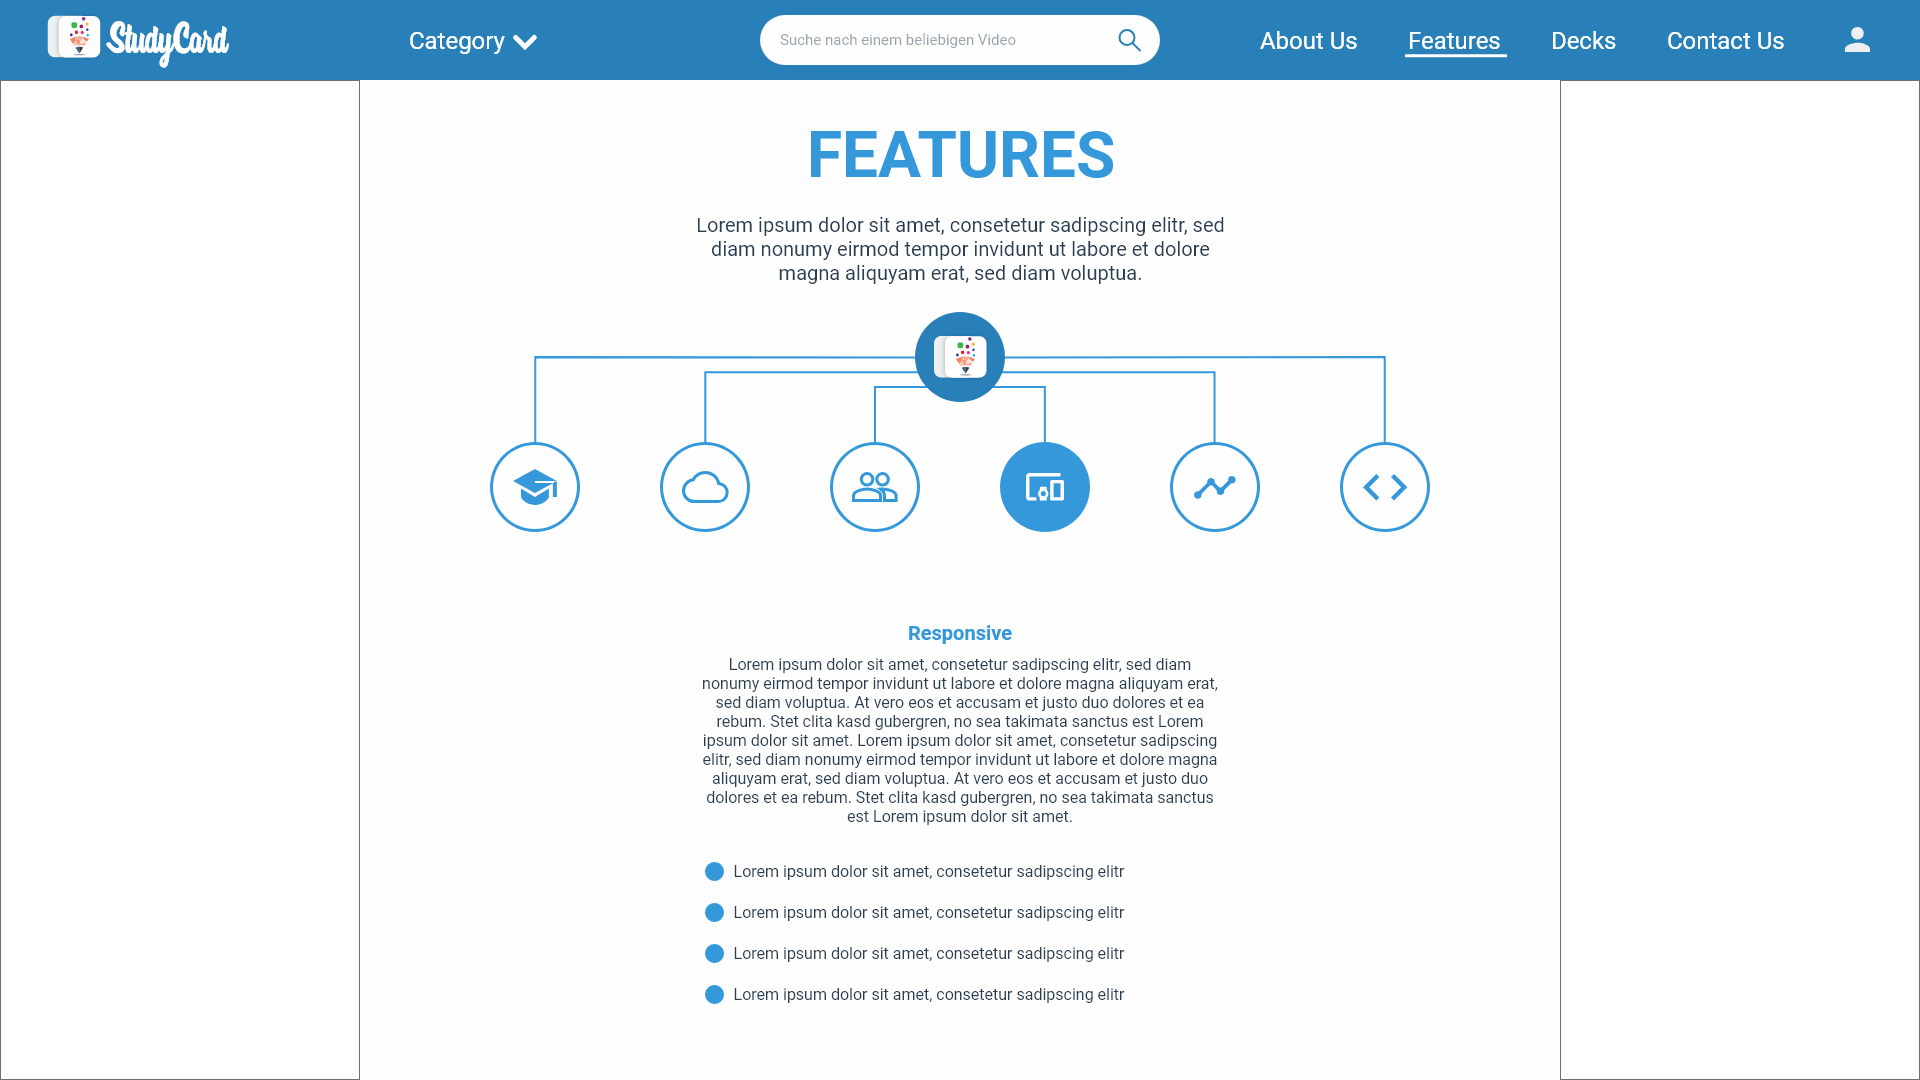 StudyCard
Category
Suche nach einem beliebigen Video
About Us
Features
Decks
Contact Us
FEATURES
Lorem ipsum dolor sit amet, consetetur sadipscing elitr, sed
diam nonumy eirmod tempor invidunt ut labore et dolore
magna aliquyam erat, sed diam voluptua.
Responsive
Lorem ipsum dolor sit amet, consetetur sadipscing elitr, sed diam
nonumy eirmod tempor invidunt ut labore et dolore magna aliquyam erat,
sed diam voluptua. At vero eos et accusam et justo duo dolores et ea
rebum. Stet clita kasd gubergren, no sea takimata sanctus est Lorem
ipsum dolor sit amet. Lorem ipsum dolor sit amet, consetetur sadipscing
elitr, sed diam nonumy eirmod tempor invidunt ut labore et dolore magna
aliquyam erat, sed diam voluptua. At vero eos et accusam et justo duo
dolores et ea rebum. Stet clita kasd gubergren, no sea takimata sanctus
est Lorem ipsum dolor sit amet.
Lorem ipsum dolor sit amet, consetetur sadipscing elitr
Lorem ipsum dolor sit amet, consetetur sadipscing elitr
Lorem ipsum dolor sit amet, consetetur sadipscing elitr
Lorem ipsum dolor sit amet, consetetur sadipscing elitr